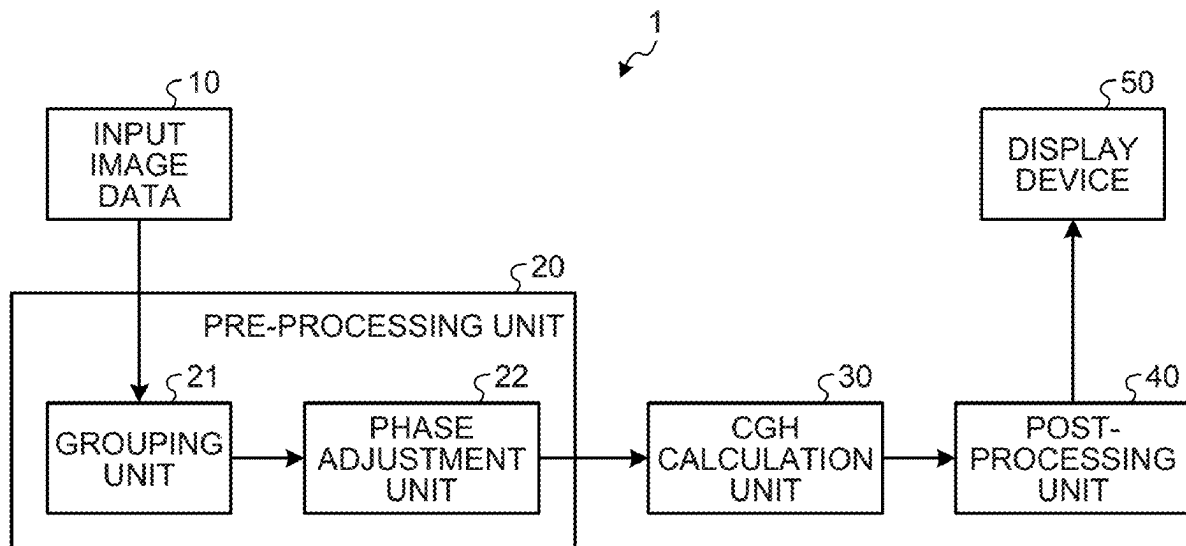 1
10
INPUT
IMAGE
DATA
50
DISPLAY
DEVICE
20
PRE-PROCESSING UNIT
21
GROUPING
UNIT
22
PHASE
ADJUSTMENT
UNIT
30
CGH
CALCULATION
UNIT
40
POST-
PROCESSING
UNIT